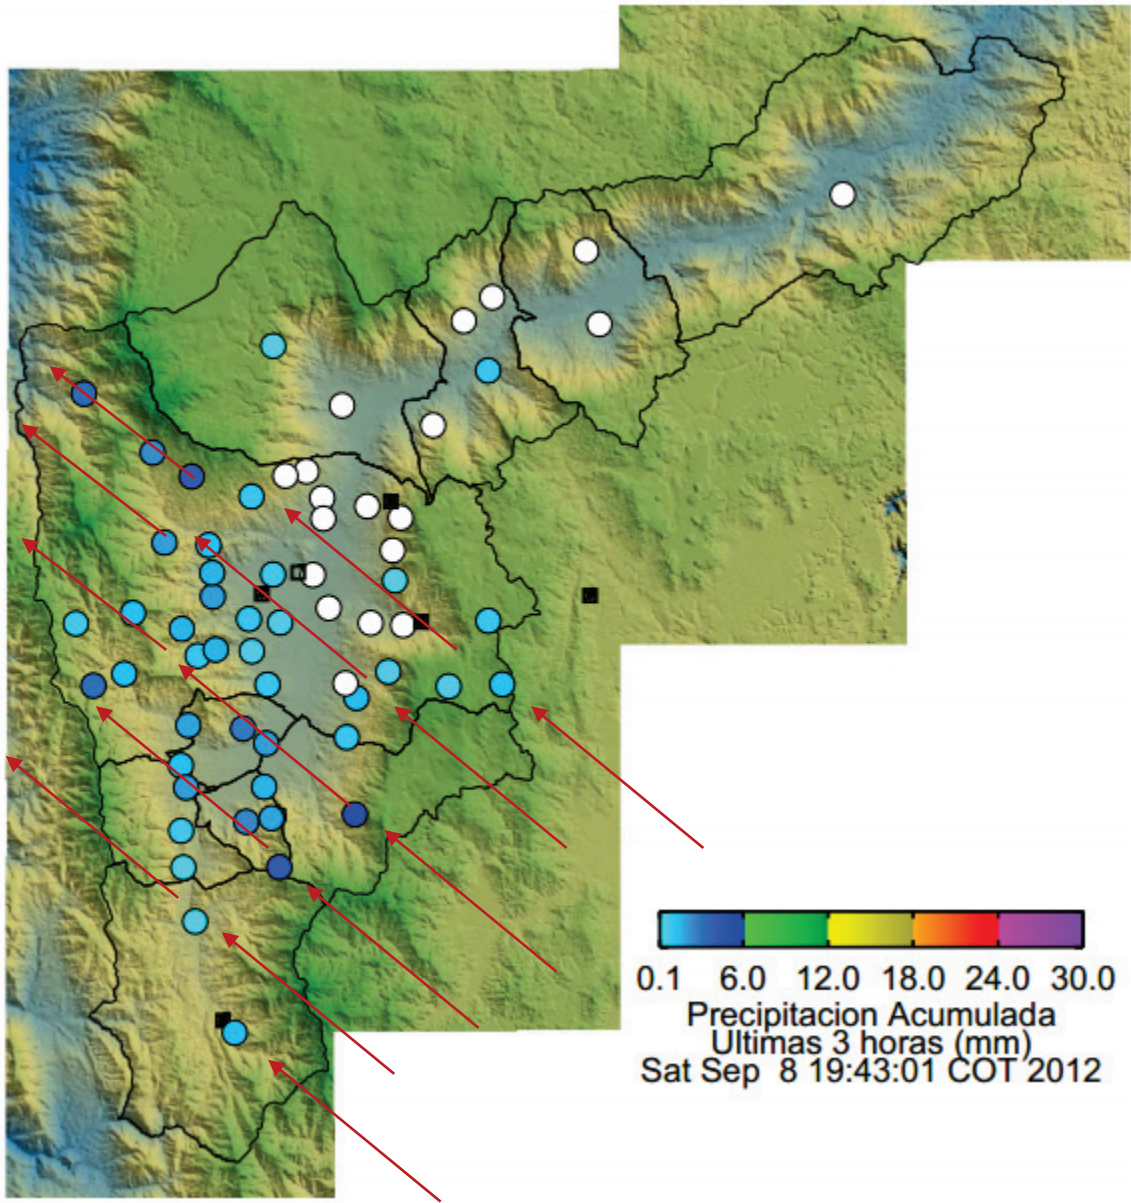 0.1 6.0 12.0 18.0 24.0 30.0
Precipitacion Acumulada
Ultimas 3 horas (mm)
Sat Sep 8 19:43:01 COT 2012